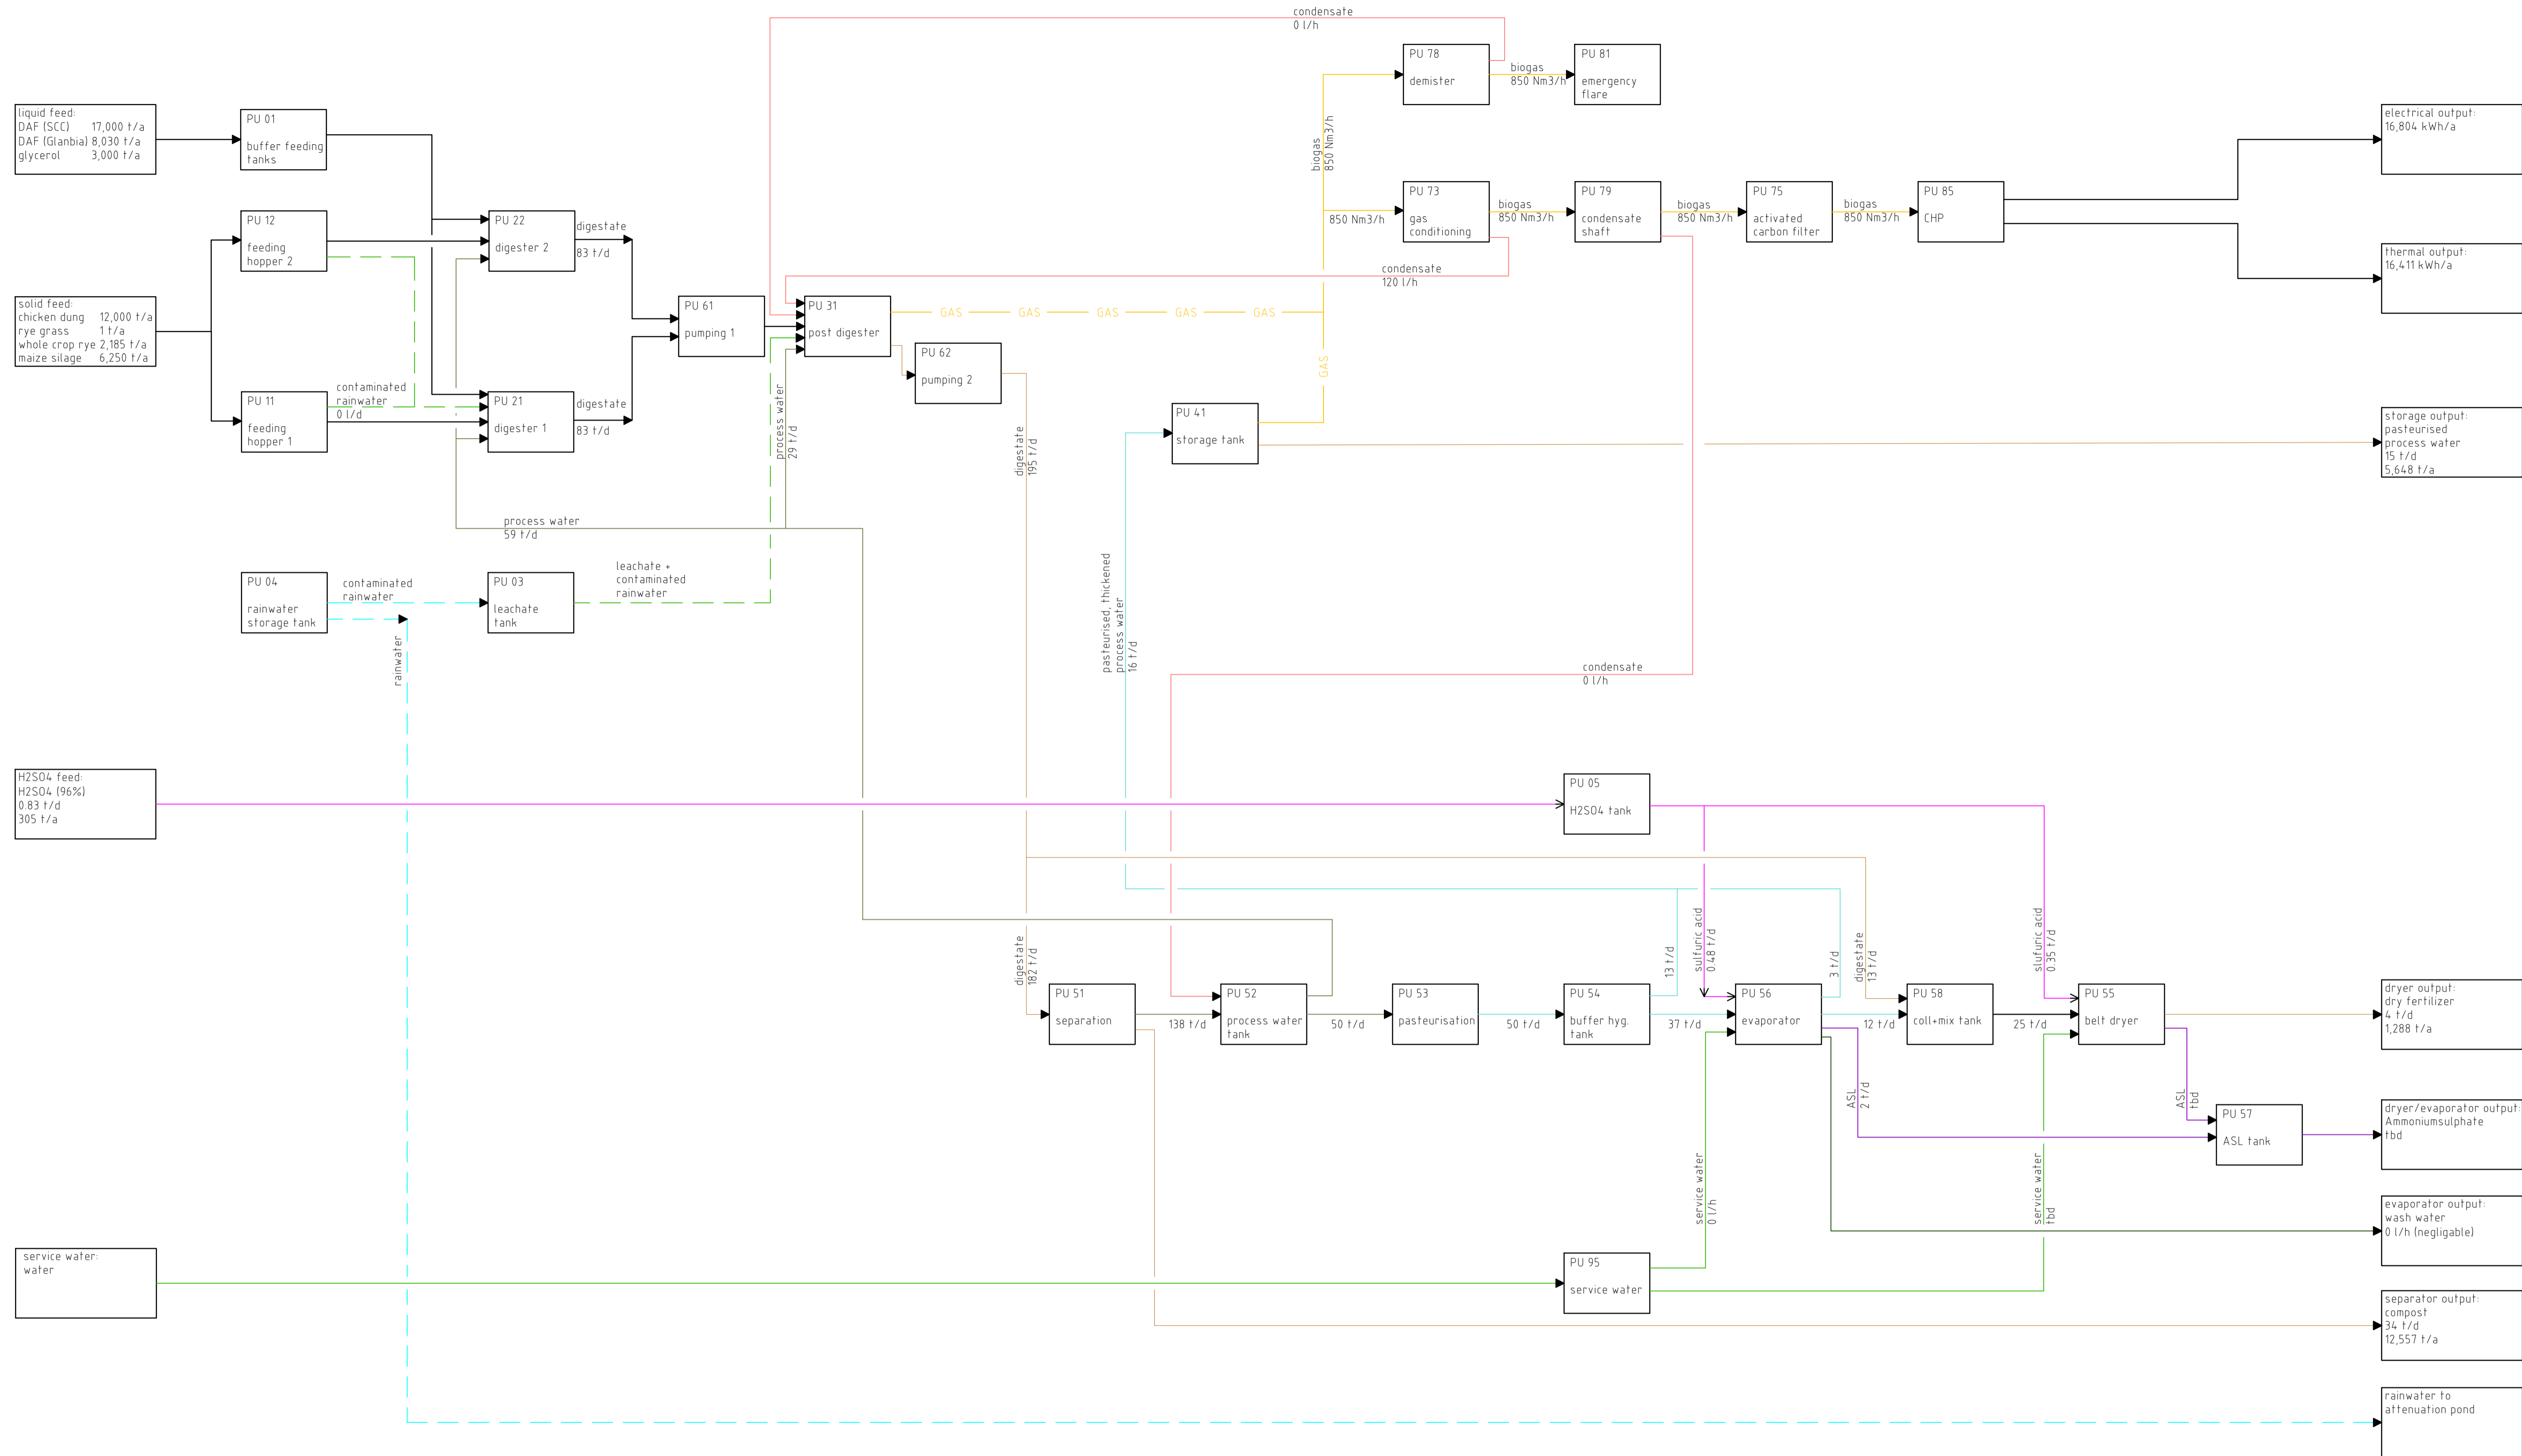 condensate
0 l/h
PU 78
demister
biogas
850 Nm3/h
PU 81
emergency
flare
liquid feed:
DAF (SCC) 17,000 t/a
DAF (Glanbia) 8,030 t/a
glycerol 3,000 t/a
PU 01
buffer feeding
tanks
biogas
850 Nm3/h
electrical output:
16,804 kWh/a
PU 12
feeding
hopper 2
PU 22
digester 2
digestate
83 t/d
850 Nm3/h
PU 73
gas
conditioning
biogas
850 Nm3/h
PU 79
condensate
shaft
biogas
850 Nm3/h
PU 75
activated
carbon filter
biogas
850 Nm3/h
PU 85
CHP
thermal output:
16,411 kWh/a
condensate
120 l/h
solid feed:
chicken dung 12,000 t/a
rye grass 1 t/a
whole crop rye 2,185 t/a
maize silage 6,250 t/a
PU 61
pumping 1
PU 31
post digester
GAS GAS GAS GAS GAS
PU 62
pumping 2
GAS
PU 11
feeding
hopper 1
contaminated
rainwater
0 l/d
PU 21
digester 1
digestate
83 t/d
process water
29 t/d
digestate
195 t/d
PU 41
storage tank
storage output:
pasteurised
process water
15 t/d
5,648 t/a
process water
59 t/d
PU 04
rainwater
storage tank
contaminated
rainwater
PU 03
leachate
tank
leachate +
contaminated
rainwater
rainwater
pasteurised, thickened
process water
16 t/d
condensate
0 l/h
H2SO4 feed:
H2SO4 (96%)
0.83 t/d
305 t/a
PU 05
H2SO4 tank
digestate
182 t/d
13 t/d
sulfuric acid
0.48 t/d
3 t/d
digestate
13 t/d
slufuric acid
0.35 t/d
PU 51
separation
138 t/d
PU 52
process water
tank
50 t/d
PU 53
pasteurisation
50 t/d
PU 54
buffer hyg.
tank
37 t/d
PU 56
evaporator
12 t/d
PU 58
coll+mix tank
25 t/d
PU 55
belt dryer
dryer output:
dry fertilizer
4 t/d
1,288 t/a
ASL
2 t/d
ASL
tbd
PU 57
ASL tank
dryer/evaporator output:
Ammoniumsulphate
tbd
service water
0 l/h
service water
tbd
evaporator output:
wash water
0 l/h (negligable)
service water:
water
PU 95
service water
separator output:
compost
34 t/d
12,557 t/a
rainwater to
attenuation pond